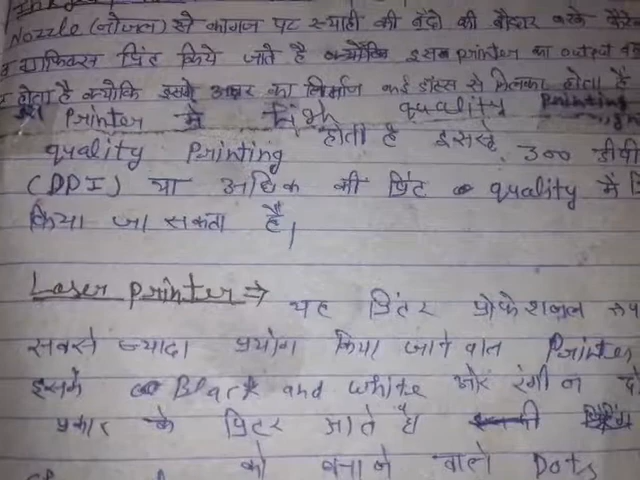 Nozzle (नोजल) से कागज पर स्याही की बूँदो की बौछार करके
ग्राफिक्स प्रिंट किये जाते है क्योंकि इसका printer का output
होता है क्योकि इसके अक्षर का निर्माण कई डॉट्स से मिलकर होता है
Printer में high quality Printing
quality Printing होता है इसमे 300 डीपी
(DPI) या अधिक की प्रिंट quality में
किया जा सकता है।
Laser printer → यह प्रिंटर प्रोफेशनल रूप
सबसे ज्यादा प्रयोग किया जाने वाल Printer
इसमे Black and white और रंगीन दो
प्रकार के प्रिंटर आते है।
को बनाने वाले Dots